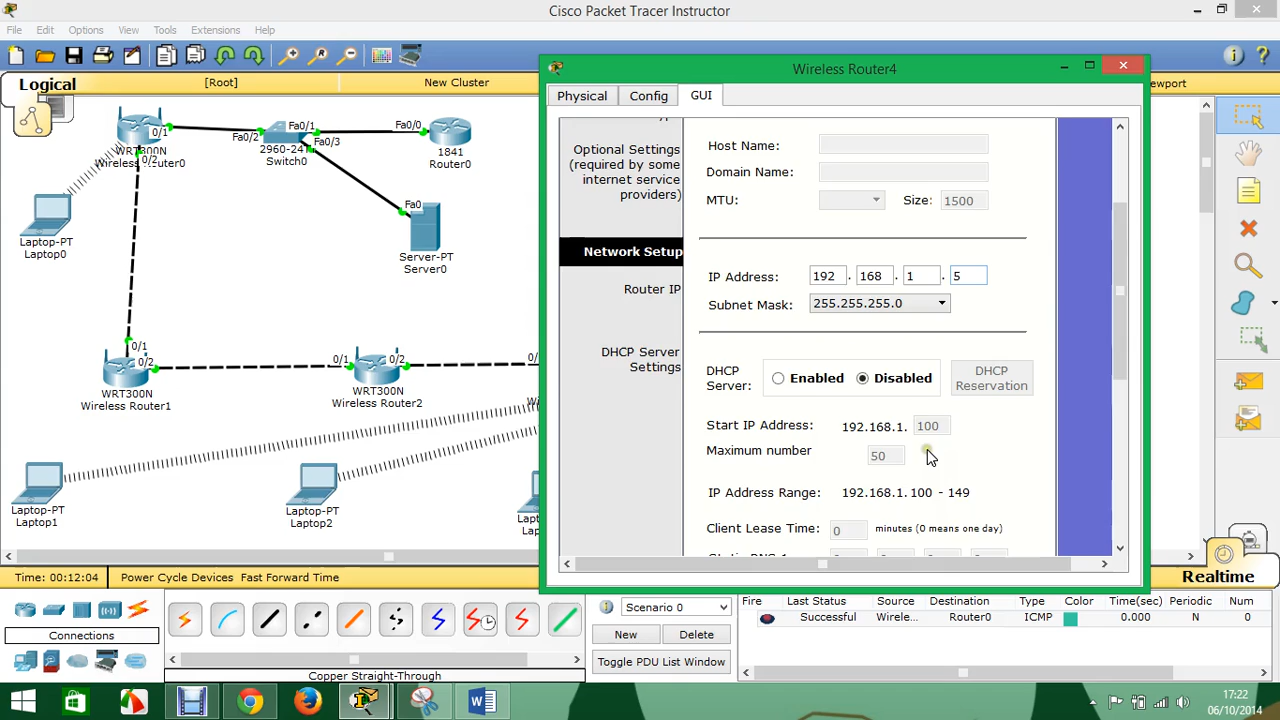 Cisco Packet Tracer Instructor
File Edit Options View Tools Extensions Help
Logical [Root] New Cluster
Wireless Router4
Physical Config GUI
Optional Settings
(required by some
internet service
providers)
Host Name:
Domain Name:
MTU: Size: 1500
Network Setup
Router IP
IP Address: 192 . 168 . 1 . 5
Subnet Mask: 255.255.255.0
DHCP Server
Settings
DHCP
Server: Enabled Disabled DHCP
Reservation
Start IP Address: 192.168.1. 100
Maximum number 50
IP Address Range: 192.168.1. 100 - 149
Client Lease Time: 0 minutes (0 means one day)
0/1
0/2
WRT300N
Wireless Router0
Fa0/2
Fa0/1
Fa0/3
Switch0
Fa0/0
1841
Router0
Laptop-PT
Laptop0
Fa0
Server-PT
Server0
0/1
0/2
WRT300N
Wireless Router1
0/1
0/2
WRT300N
Wireless Router2
Laptop-PT
Laptop1
Laptop-PT
Laptop2
Time: 00:12:04 Power Cycle Devices Fast Forward Time
Realtime
Connections
Copper Straight-Through
Scenario 0
New Delete
Toggle PDU List Window
Fire Last Status Source Destination Type Color Time(sec) Periodic Num
Successful Wirele... Router0 ICMP 0.000 N 0
17:22
06/10/2014